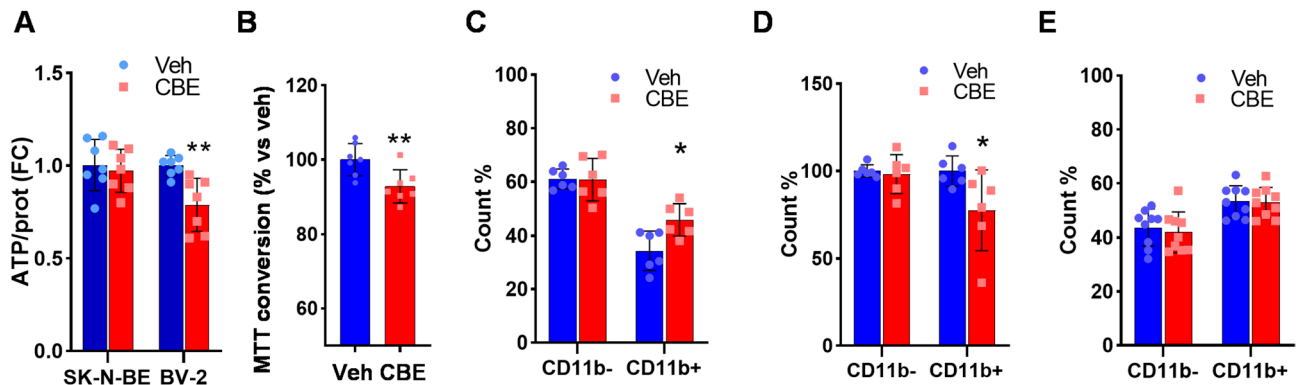 A
Veh
CBE
ATP/prot (FC)
1.5
1.0
0.5
0.0
**
SK-N-BE BV-2
B
MTT conversion (% vs veh)
120
100
80
60
**
Veh CBE
C
Veh
CBE
Count %
100
80
60
40
20
0
*
CD11b- CD11b+
D
Veh
CBE
Count %
150
100
50
0
*
CD11b- CD11b+
E
Veh
CBE
Count %
100
80
60
40
20
0
CD11b- CD11b+